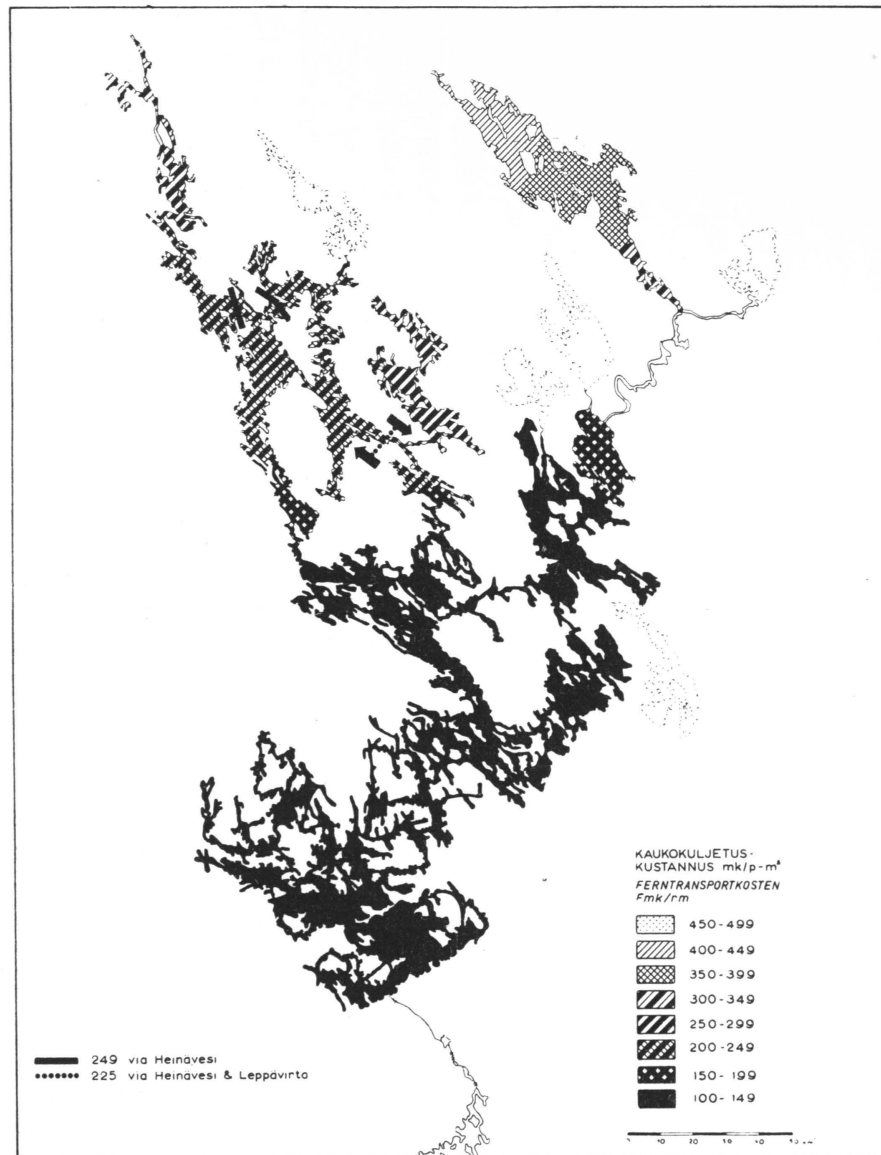 KAUKOKULJETUS-
KUSTANNUS mk/p-m³
FERNTRANSPORTKOSTEN
Fmk/rm
450-499
400-449
350-399
300-349
250-299
200-249
150-199
100-149
249 via Heinävesi
225 via Heinävesi & Leppävirta